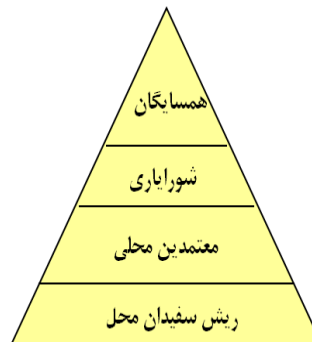 همسایگان
شورایاری
معتمدین محلی
ریش سفیدان محل